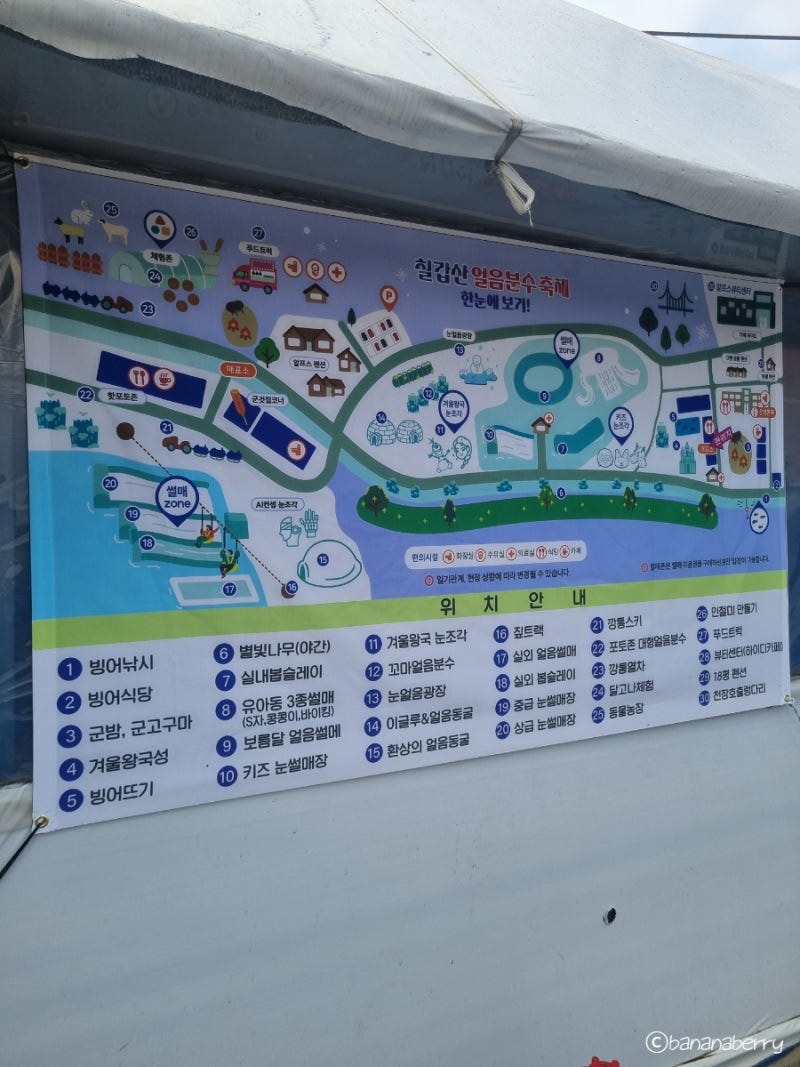 칠갑산 얼음분수 축제
한눈에 보기!
25
26
체험존
24
27
푸드트럭
23
P
알프스 펜션
매표소
22 핫포토존
군것질코너
21
20
썰매
zone
19
18
17
16
AI컨셉 눈조각
15
눈얼음광장
13
12
겨울왕국
눈조각
11
14
썰매
zone
8
9
10
7
키즈
눈조각
6
30
편의시설 화장실 수유실 의료실 식당 카페
일기관계, 현장 상황에 따라 변경될 수 있습니다.
위 치 안 내
1 빙어낚시
2 빙어식당
3 군밤, 군고구마
4 겨울왕국성
5 빙어뜨기
6 별빛나무(야간)
7 실내봅슬레이
8 유아동 3종썰매
(S자,콩콩이,바이킹)
9 보름달 얼음썰매
10 키즈 눈썰매장
11 겨울왕국 눈조각
12 꼬마얼음분수
13 눈얼음광장
14 이글루&얼음동굴
15 환상의 얼음동굴
16 짚트랙
17 실외 얼음썰매
18 실외 봅슬레이
19 중급 눈썰매장
20 상급 눈썰매장
21 깡통스키
22 포토존 대형얼음분수
23 깡통열차
24 달고나체험
25 동물농장
26 인절미 만들기
27 푸드트럭
28 뷰티센터(하이디카페)
29 18평 펜션
30 천장호출렁다리
©bananaberry